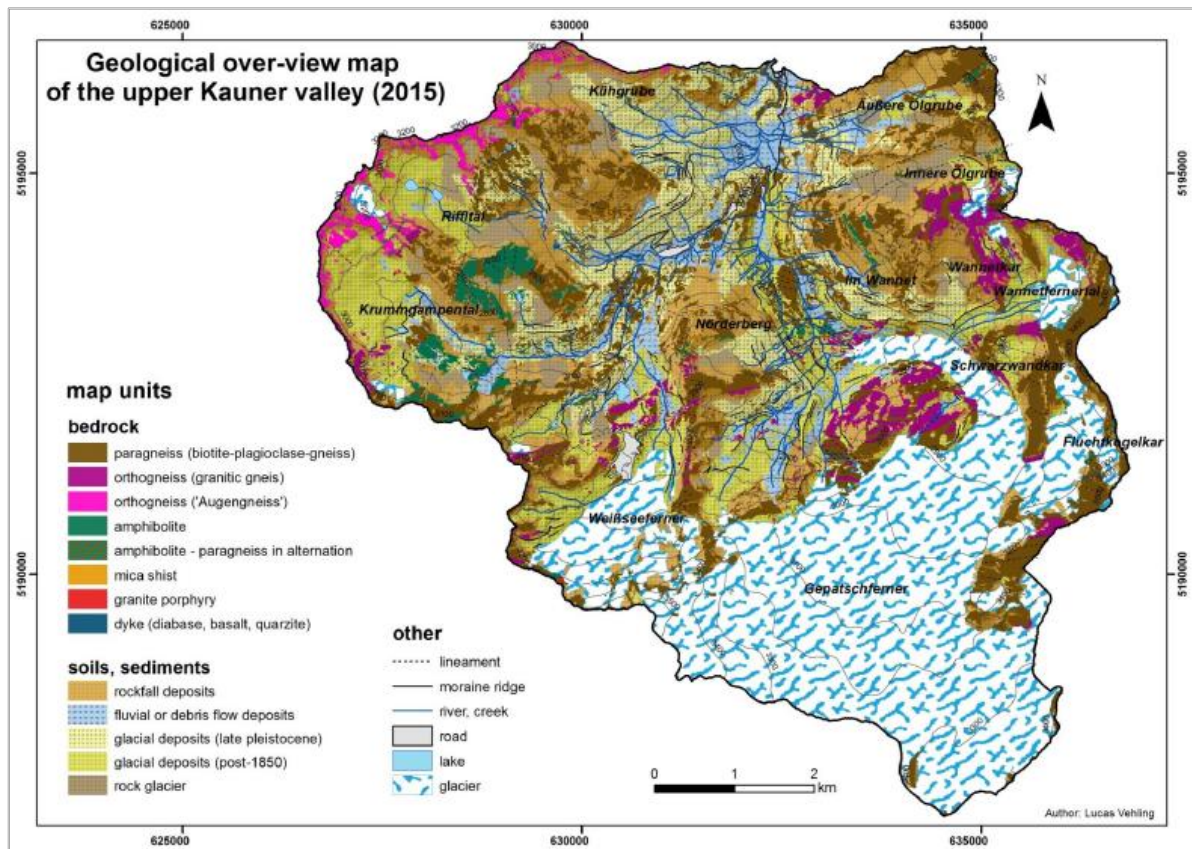 625000
630000
635000
Geological over-view map
of the upper Kauner valley (2015)
N
5195000
5195000
Kühgrube
Äußere Ölgrube
Innere Ölgrube
Riffltal
Wannetkar
Im Wannet
Wannetfernertal
Krummgampental
Nörderberg
Schwarzwandkar
Fluchtkogelkar
Weißseeferner
Gepatschferner
5190000
5190000
map units
bedrock
paragneiss (biotite-plagioclase-gneiss)
orthogneiss (granitic gneis)
orthogneiss ('Augengneiss')
amphibolite
amphibolite - paragneiss in alternation
mica shist
granite porphyry
dyke (diabase, basalt, quarzite)
soils, sediments
rockfall deposits
fluvial or debris flow deposits
glacial deposits (late pleistocene)
glacial deposits (post-1850)
rock glacier
other
lineament
moraine ridge
river, creek
road
lake
glacier
0 1 2
km
Author: Lucas Vehling
625000
630000
635000